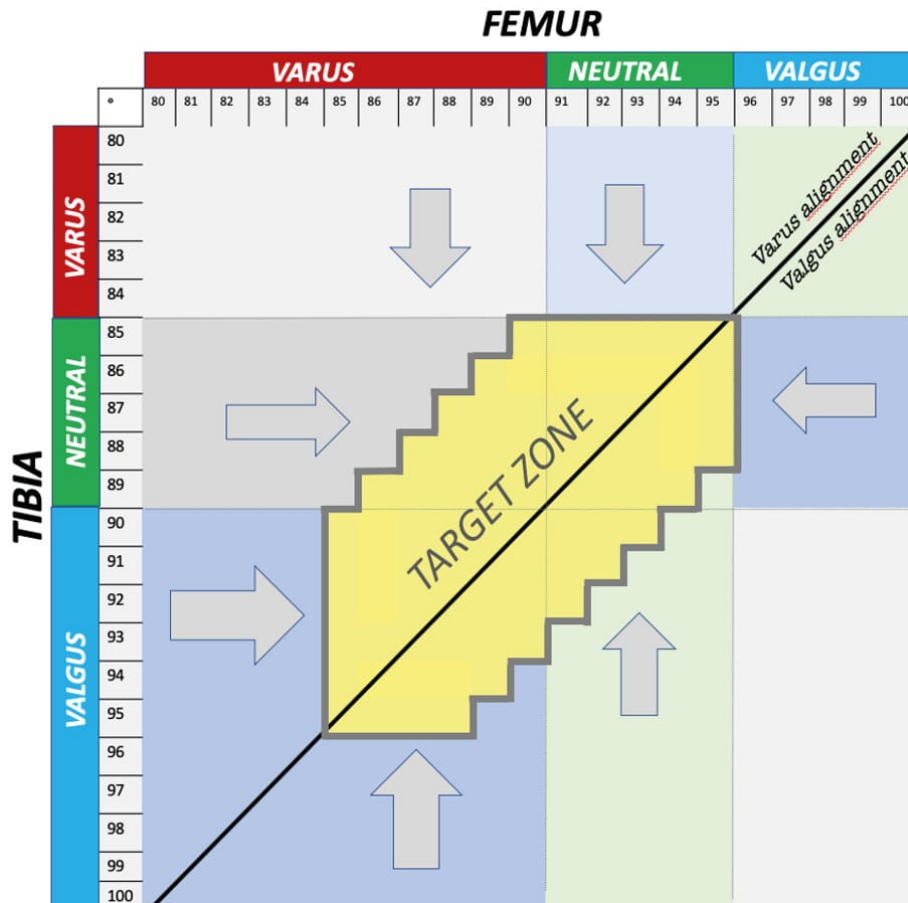 FEMUR
VARUS NEUTRAL VALGUS
° 80 81 82 83 84 85 86 87 88 89 90 91 92 93 94 95 96 97 98 99 100
TIBIA
VARUS
80
81
82
83
84
NEUTRAL
85
86
87
88
89
VALGUS
90
91
92
93
94
95
96
97
98
99
100
Varus alignment
Valgus alignment
TARGET ZONE